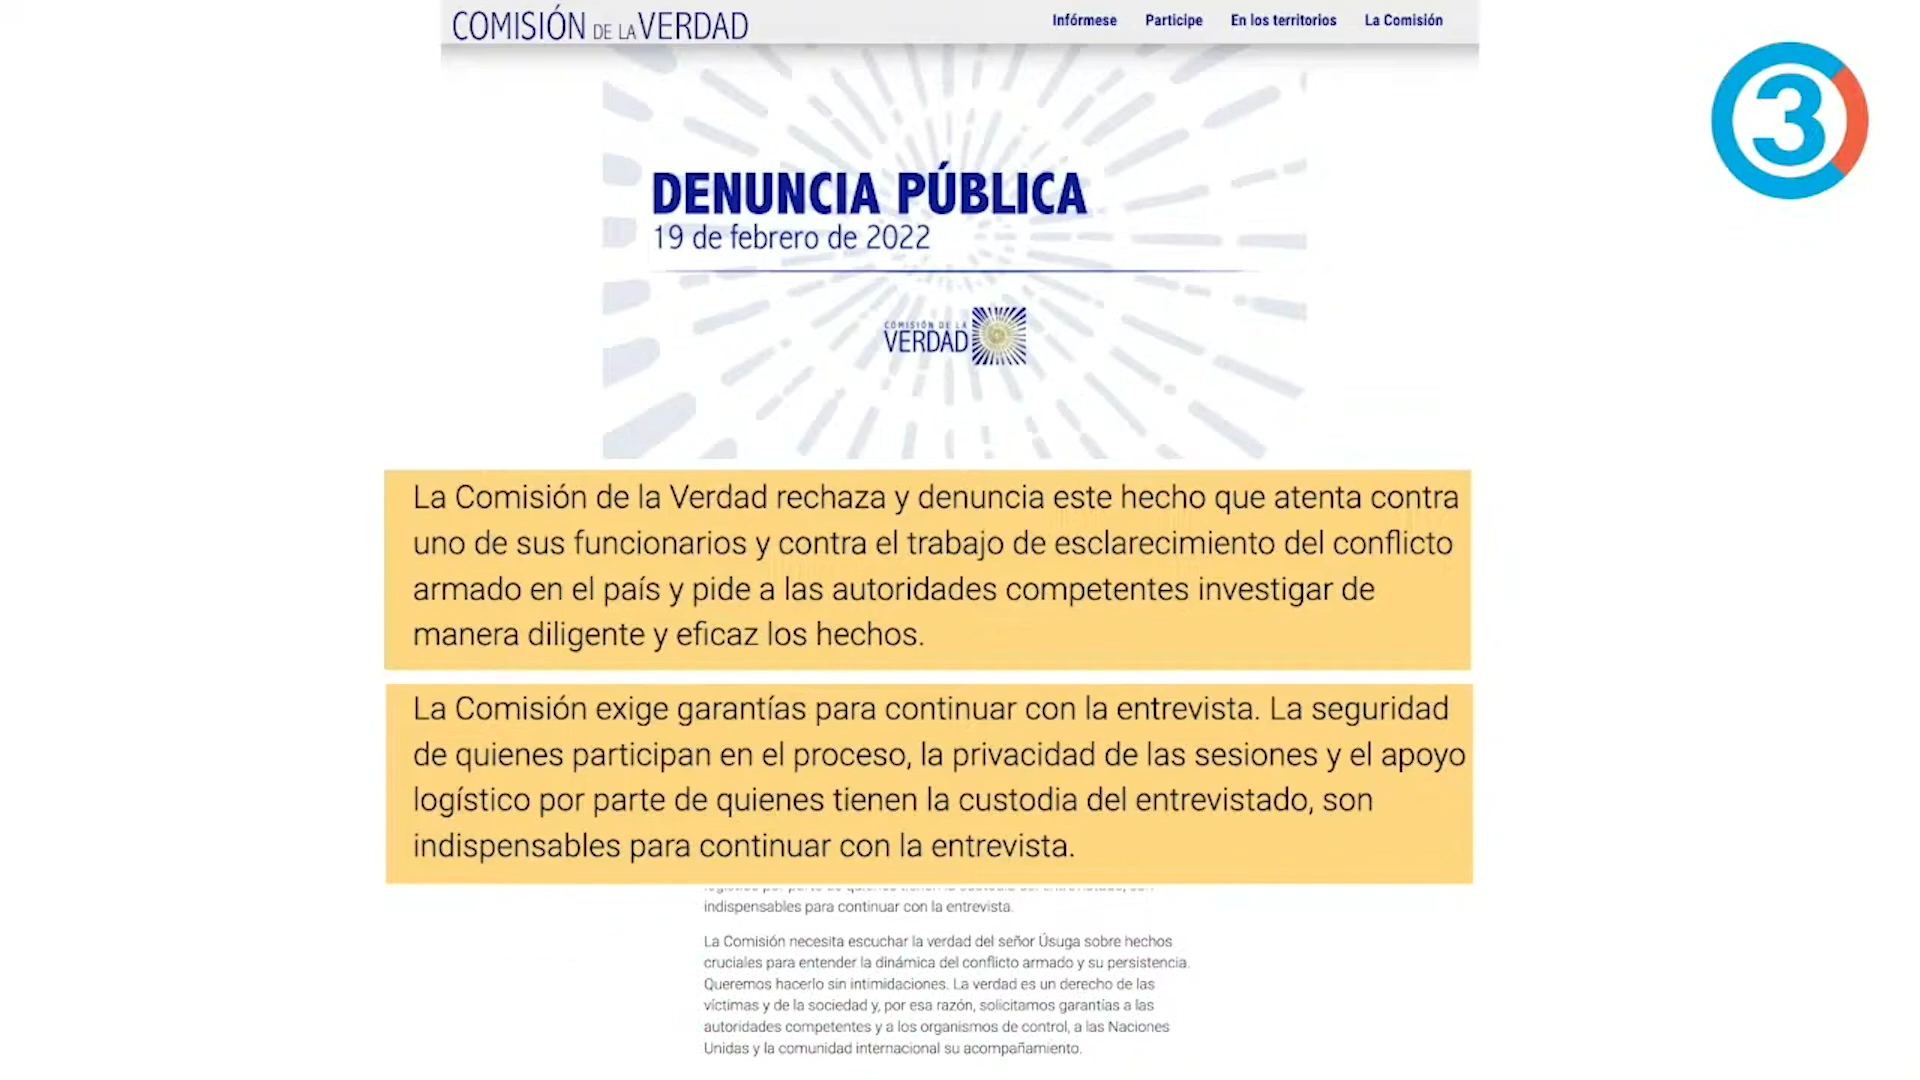 COMISIÓN DE LA VERDAD
Infórmese Participe En los territorios La Comisión
3
DENUNCIA PÚBLICA
19 de febrero de 2022
COMISIÓN DE LA
VERDAD
La Comisión de la Verdad rechaza y denuncia este hecho que atenta contra
uno de sus funcionarios y contra el trabajo de esclarecimiento del conflicto
armado en el país y pide a las autoridades competentes investigar de
manera diligente y eficaz los hechos.
La Comisión exige garantías para continuar con la entrevista. La seguridad
de quienes participan en el proceso, la privacidad de las sesiones y el apoyo
logístico por parte de quienes tienen la custodia del entrevistado, son
indispensables para continuar con la entrevista.
indispensables para continuar con la entrevista.
La Comisión necesita escuchar la verdad del señor Úsuga sobre hechos
cruciales para entender la dinámica del conflicto armado y su persistencia.
Queremos hacerlo sin intimidaciones. La verdad es un derecho de las
víctimas y de la sociedad y, por esa razón, solicitamos garantías a las
autoridades competentes y a los organismos de control, a las Naciones
Unidas y la comunidad internacional su acompañamiento.